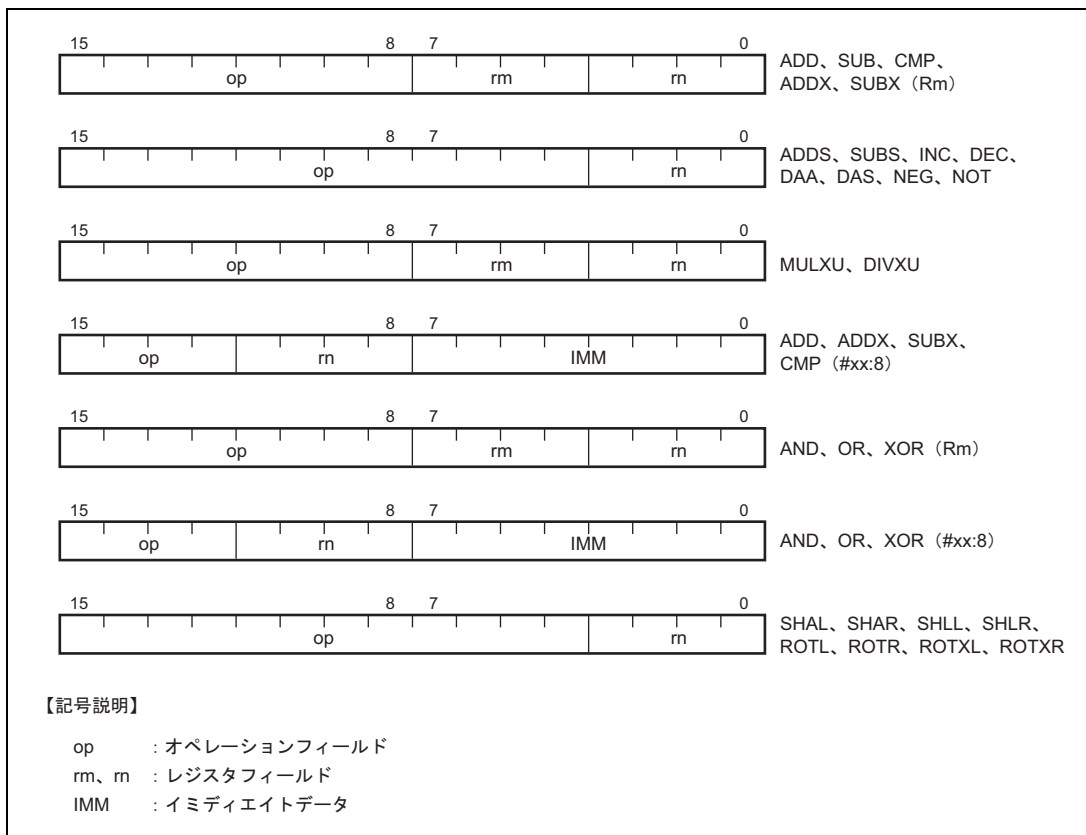 15 8 7 0
op rm rn
ADD、SUB、CMP、
ADDX、SUBX（Rm）
15 8 7 0
op rn
ADDS、SUBS、INC、DEC、
DAA、DAS、NEG、NOT
15 8 7 0
op rm rn
MULXU、DIVXU
15 8 7 0
op rn IMM
ADD、ADDX、SUBX、
CMP（#xx:8）
15 8 7 0
op rm rn
AND、OR、XOR（Rm）
15 8 7 0
op rn IMM
AND、OR、XOR（#xx:8）
15 8 7 0
op rn
SHAL、SHAR、SHLL、SHLR、
ROTL、ROTR、ROTXL、ROTXR
【記号説明】
op ：オペレーションフィールド
rm、rn ：レジスタフィールド
IMM ：イミディエイトデータ